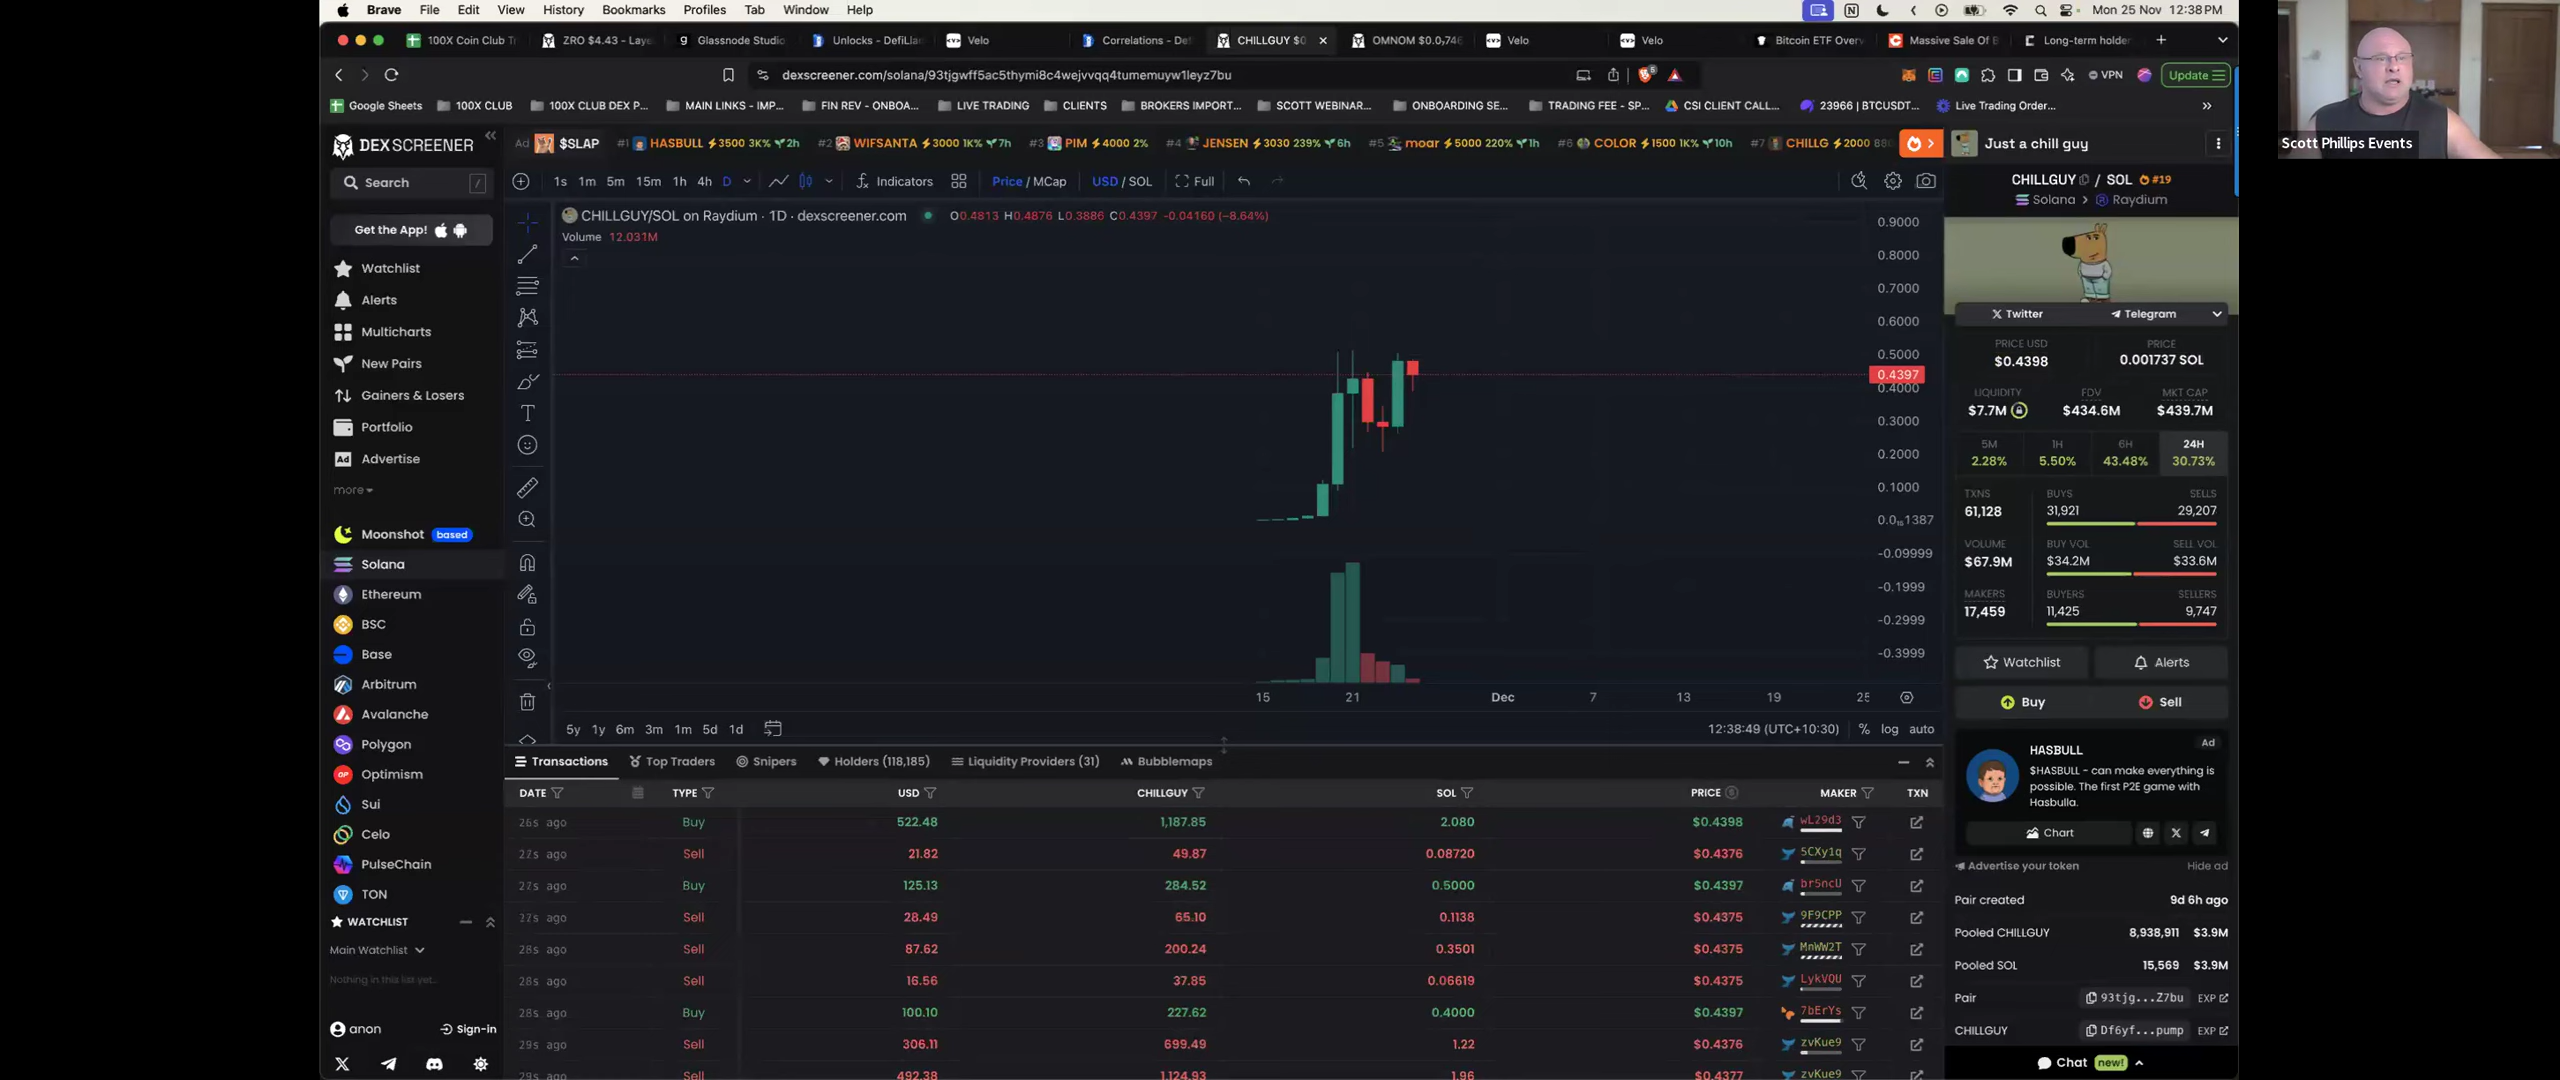 Brave File Edit View History Bookmarks Profiles Tab Window Help
Mon 25 Nov 12:38 PM
100X Coin Club Tr
ZRO $4.43 – Laye
Glassnode Studio
Unlocks - DefiLla
Velo
Correlations - Def
CHILLGUY $0
OMNOM $0.0₅746
Velo
Velo
Bitcoin ETF Overv
Massive Sale Of B
Long-term holder
dexscreener.com/solana/93tjgwff5ac5thymi8c4wejvvqq4tumemuyw1leyz7bu
VPN
Update
Google Sheets
100X CLUB
100X CLUB DEX P...
MAIN LINKS - IMP...
FIN REV - ONBOA...
LIVE TRADING
CLIENTS
BROKERS IMPORT...
SCOTT WEBINAR...
ONBOARDING SE...
TRADING FEE - SP...
CSI CLIENT CALL...
23966 | BTCUSDT...
Live Trading Order...
Scott Phillips Events
DEX SCREENER
Search /
Get the App!
Watchlist
Alerts
Multicharts
New Pairs
Gainers & Losers
Portfolio
Ad Advertise
more
Moonshot based
Solana
Ethereum
BSC
Base
Arbitrum
Avalanche
Polygon
OP Optimism
Sui
Celo
PulseChain
TON
WATCHLIST
Main Watchlist
Nothing in this list yet...
anon Sign-in
Ad $SLAP #1 HASBULL ⚡3500 3K% 2h #2 WIFSANTA ⚡3000 1K% 7h #3 PIM ⚡4000 2% #4 JENSEN ⚡3030 239% 6h #5 moar ⚡5000 220% 1h #6 COLOR ⚡1500 1K% 10h #7 CHILLG ⚡2000
1s 1m 5m 15m 1h 4h D Indicators Price / MCap USD / SOL Full
CHILLGUY/SOL on Raydium · 1D · dexscreener.com O0.4813 H0.4876 L0.3886 C0.4397 -0.04160 (-8.64%)
Volume 12.031M
0.9000
0.8000
0.7000
0.6000
0.5000
0.4397
0.4000
0.3000
0.2000
0.1000
0.0₁₅1387
-0.09999
-0.1999
-0.2999
-0.3999
15 21 Dec 7 13 19 25
5y 1y 6m 3m 1m 5d 1d
12:38:49 (UTC+10:30) % log auto
Transactions Top Traders Snipers Holders (118,185) Liquidity Providers (31) Bubblemaps
DATE TYPE USD CHILLGUY SOL PRICE MAKER TXN
26s ago Buy 522.48 1,187.85 2.080 $0.4398 wL29d3
27s ago Sell 21.82 49.87 0.08720 $0.4376 5CXy1q
27s ago Buy 125.13 284.52 0.5000 $0.4397 brSncU
27s ago Sell 28.49 65.10 0.1138 $0.4375 9F9CPP
28s ago Sell 87.62 200.24 0.3501 $0.4375 MnWW2T
28s ago Sell 16.56 37.85 0.06619 $0.4375 LykVQU
28s ago Buy 100.10 227.62 0.4000 $0.4397 7bErYs
29s ago Sell 306.11 699.49 1.22 $0.4376 zvKue9
29s ago Sell 492.38 1,124.93 1.96 $0.4377 zvKue9
Just a chill guy
CHILLGUY / SOL #19
Solana > Raydium
Twitter Telegram
PRICE USD PRICE
$0.4398 0.001737 SOL
LIQUIDITY FDV MKT CAP
$7.7M $434.6M $439.7M
5M 1H 6H 24H
2.28% 5.50% 43.48% 30.73%
TXNS BUYS SELLS
61,128 31,921 29,207
VOLUME BUY VOL SELL VOL
$67.9M $34.2M $33.6M
MAKERS BUYERS SELLERS
17,459 11,425 9,747
Watchlist Alerts
Buy Sell
HASBULL Ad
$HASBULL - can make everything is
possible. The first P2E game with
Hasbulla.
Chart
Advertise your token Hide ad
Pair created 9d 6h ago
Pooled CHILLGUY 8,938,911 $3.9M
Pooled SOL 15,569 $3.9M
Pair 93tjg...Z7bu EXP
CHILLGUY Df6yf...pump EXP
Chat new!